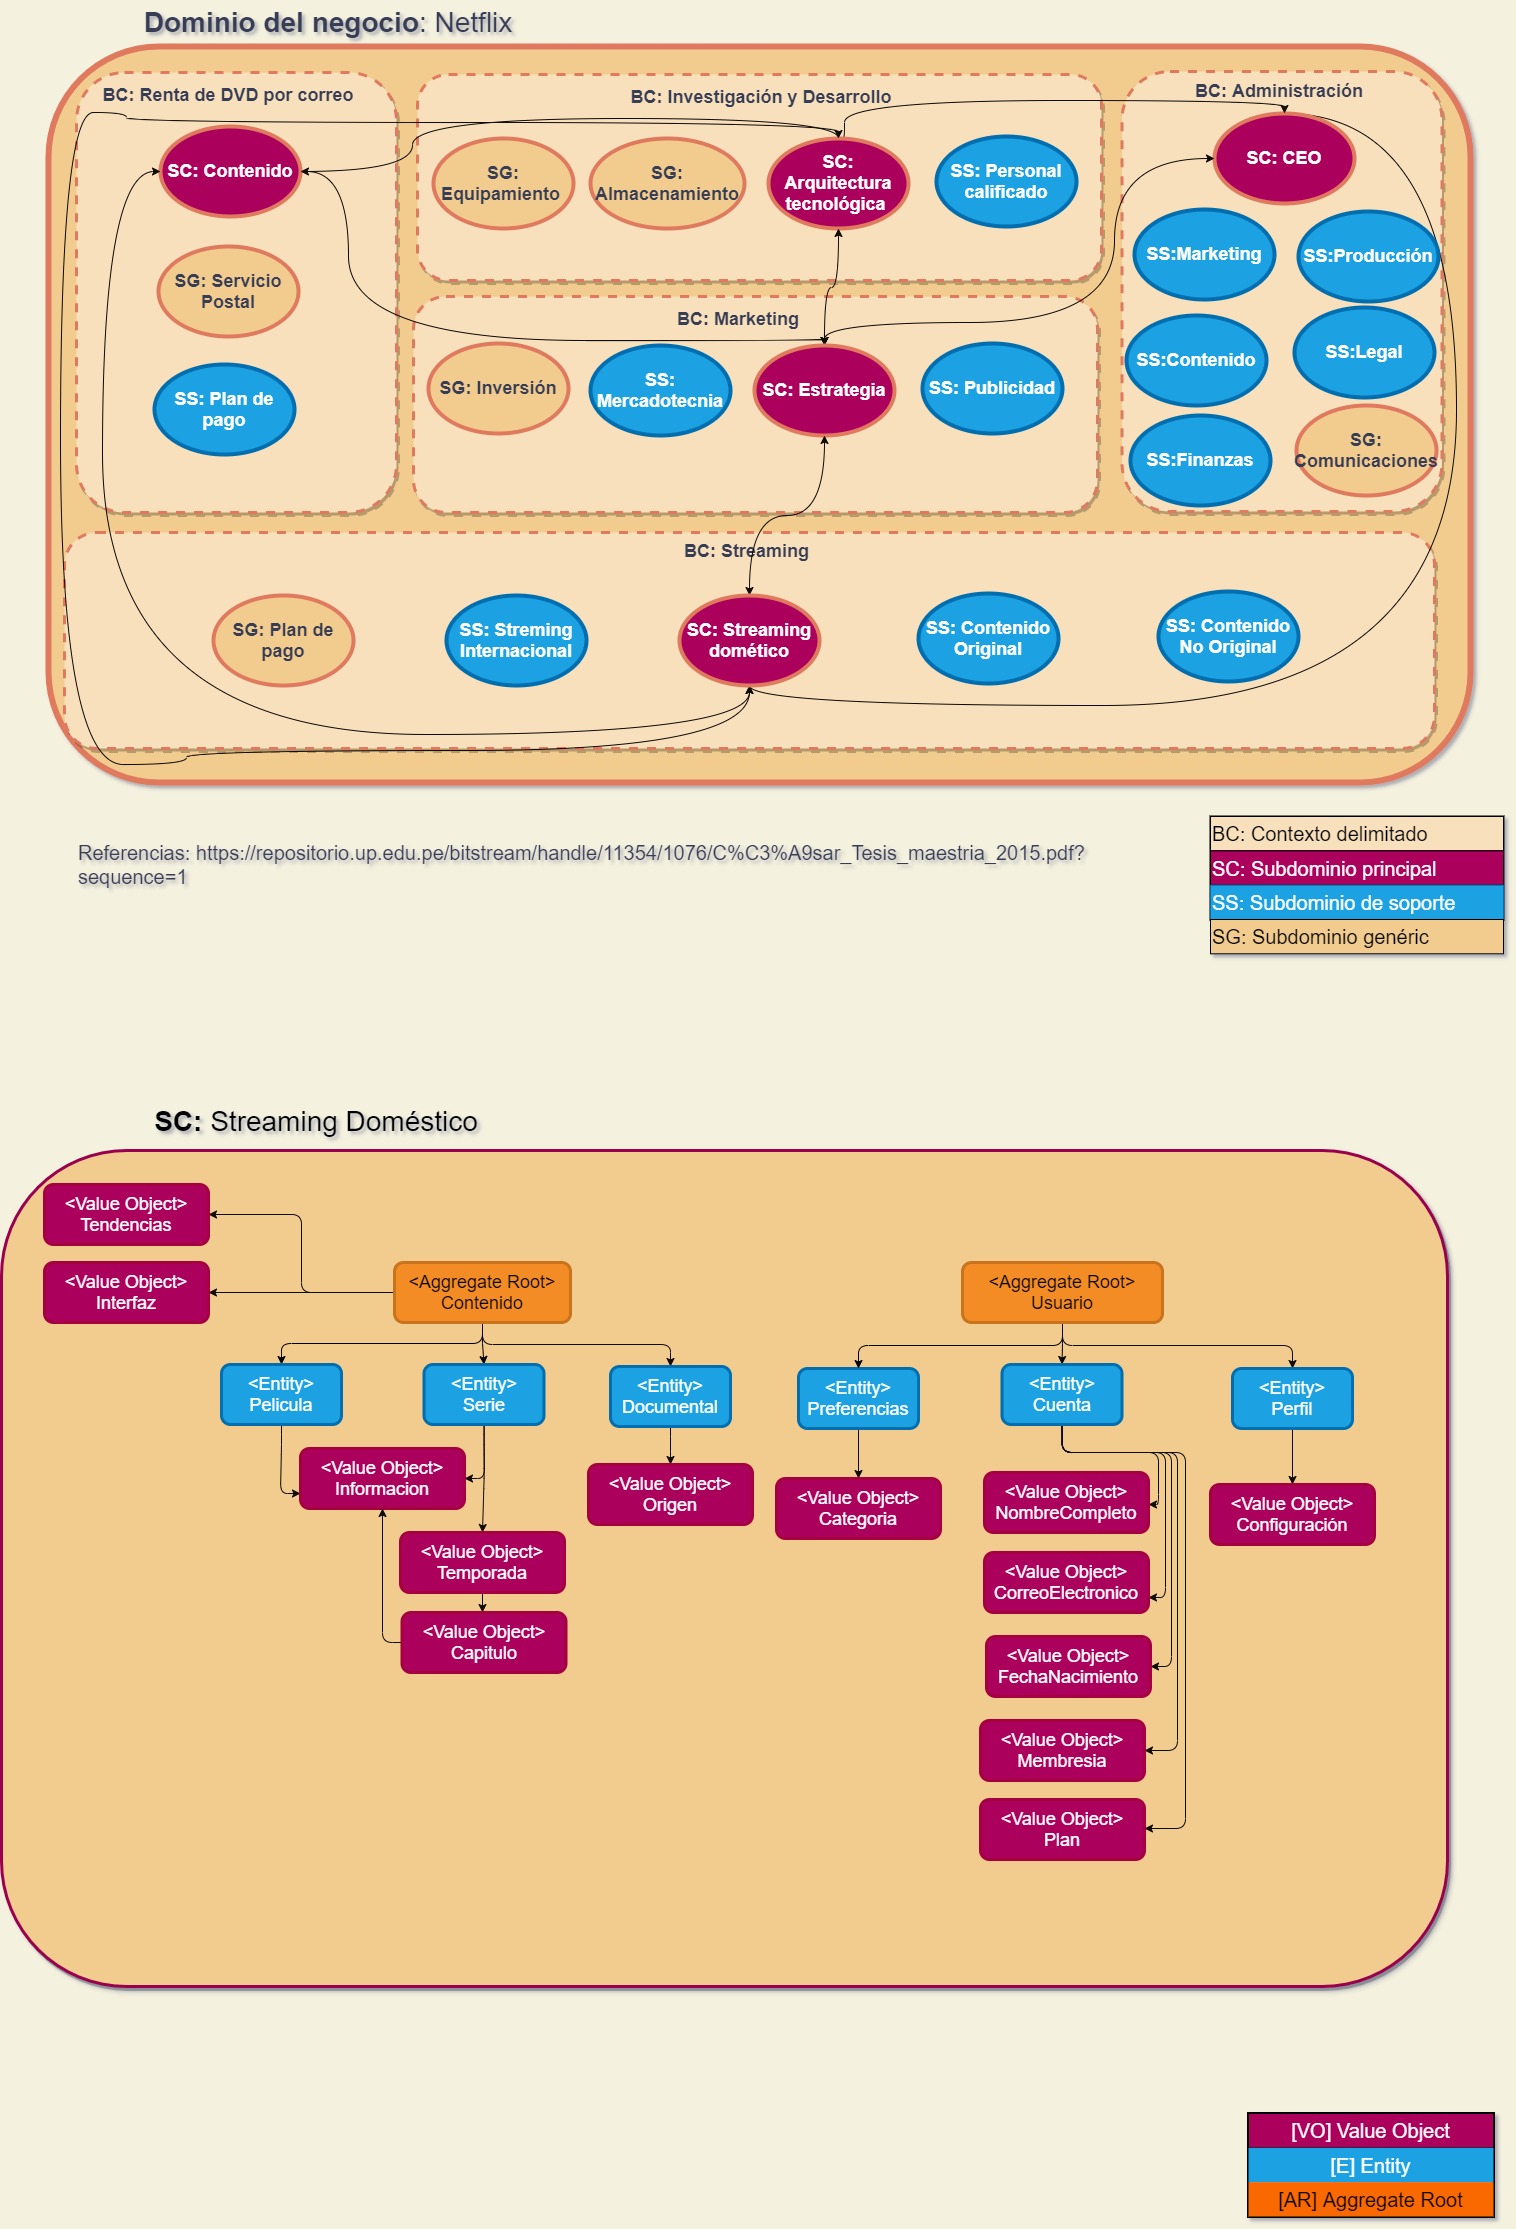 Dominio del negocio: Netflix
BC: Renta de DVD por correo
SC: Contenido
SG: Servicio
Postal
SS: Plan de
pago
BC: Investigación y Desarrollo
SG:
Equipamiento
SG:
Almacenamiento
SC:
Arquitectura
tecnológica
SS: Personal
calificado
BC: Marketing
SG: Inversión
SS:
Mercadotecnia
SC: Estrategia
SS: Publicidad
BC: Administración
SC: CEO
SS:Marketing
SS:Producción
SS:Contenido
SS:Legal
SS:Finanzas
SG:
Comunicaciones
BC: Streaming
SG: Plan de
pago
SS: Streming
Internacional
SC: Streaming
domético
SS: Contenido
Original
SS: Contenido
No Original
Referencias: https://repositorio.up.edu.pe/bitstream/handle/11354/1076/C%C3%A9sar_Tesis_maestria_2015.pdf?
sequence=1
BC: Contexto delimitado
SC: Subdominio principal
SS: Subdominio de soporte
SG: Subdominio genéric
SC: Streaming Doméstico
<Value Object>
Tendencias
<Value Object>
Interfaz
<Aggregate Root>
Contenido
<Aggregate Root>
Usuario
<Entity>
Pelicula
<Entity>
Serie
<Entity>
Documental
<Entity>
Preferencias
<Entity>
Cuenta
<Entity>
Perfil
<Value Object>
Informacion
<Value Object>
Origen
<Value Object>
Categoria
<Value Object>
NombreCompleto
<Value Object>
Configuración
<Value Object>
Temporada
<Value Object>
CorreoElectronico
<Value Object>
Capitulo
<Value Object>
FechaNacimiento
<Value Object>
Membresia
<Value Object>
Plan
[VO] Value Object
[E] Entity
[AR] Aggregate Root